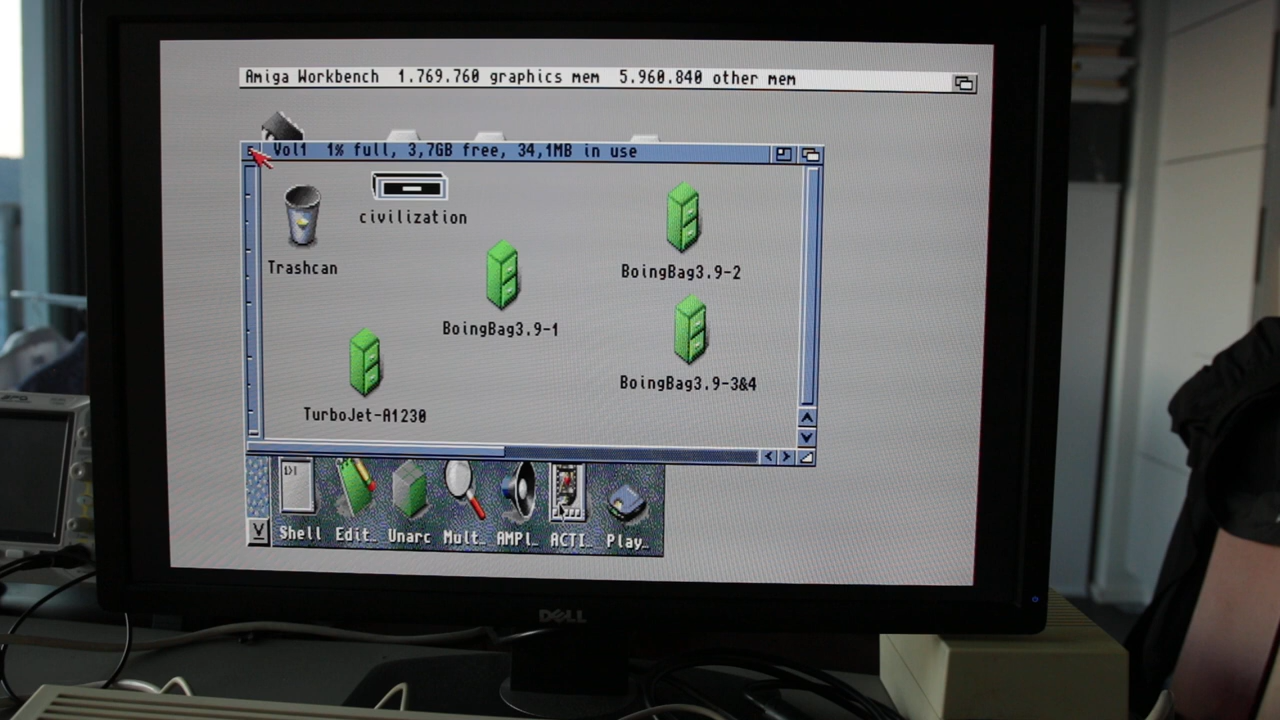 Amiga Workbench 1.769.760 graphics mem 5.960.840 other mem
Vol1 1% full, 3,7GB free, 34,1MB in use
civilization
Trashcan
BoingBag3.9-2
BoingBag3.9-1
BoingBag3.9-3&4
TurboJet-A1230
Shell Edit… Unarc Mult… AMPl… ACTI… Play…
DELL